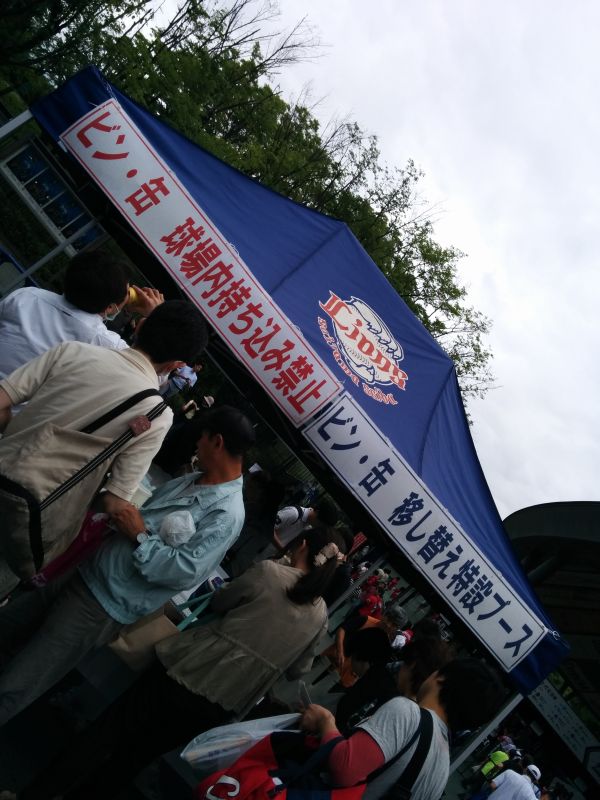 ビン・缶 球場内持ち込み禁止
Lions
ビン・缶 移し替え特設ブース
C